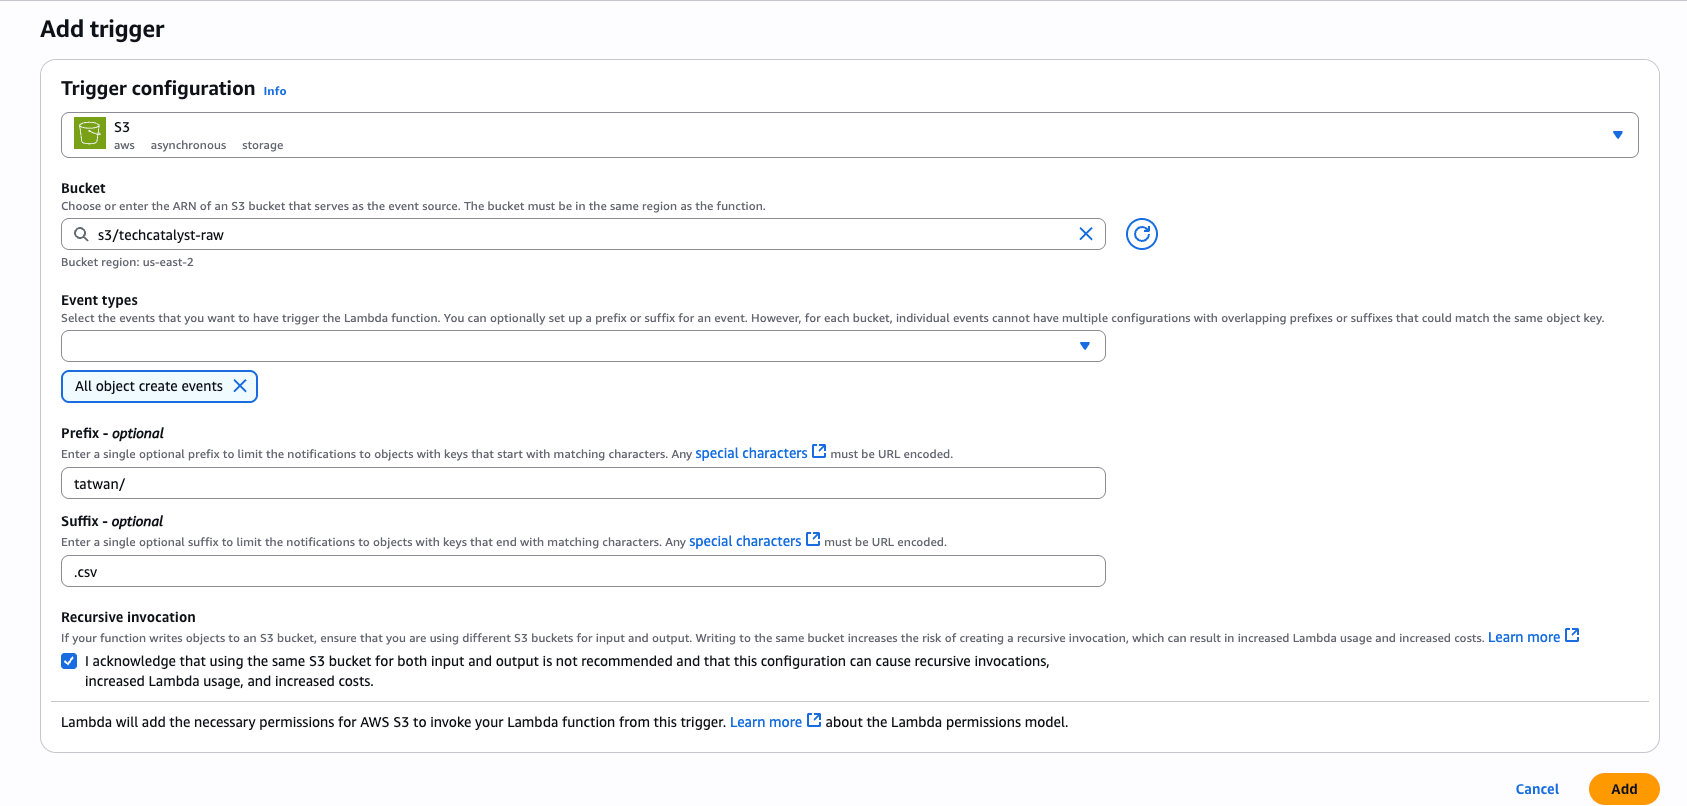 Add trigger
Trigger configuration Info
S3
aws asynchronous storage
Bucket
Choose or enter the ARN of an S3 bucket that serves as the event source. The bucket must be in the same region as the function.
s3/techcatalyst-raw
Bucket region: us-east-2
Event types
Select the events that you want to have trigger the Lambda function. You can optionally set up a prefix or suffix for an event. However, for each bucket, individual events cannot have multiple configurations with overlapping prefixes or suffixes that could match the same object key.
All object create events
Prefix - optional
Enter a single optional prefix to limit the notifications to objects with keys that start with matching characters. Any special characters must be URL encoded.
tatwan/
Suffix - optional
Enter a single optional suffix to limit the notifications to objects with keys that end with matching characters. Any special characters must be URL encoded.
.csv
Recursive invocation
If your function writes objects to an S3 bucket, ensure that you are using different S3 buckets for input and output. Writing to the same bucket increases the risk of creating a recursive invocation, which can result in increased Lambda usage and increased costs. Learn more
I acknowledge that using the same S3 bucket for both input and output is not recommended and that this configuration can cause recursive invocations,
increased Lambda usage, and increased costs.
Lambda will add the necessary permissions for AWS S3 to invoke your Lambda function from this trigger. Learn more about the Lambda permissions model.
Cancel Add